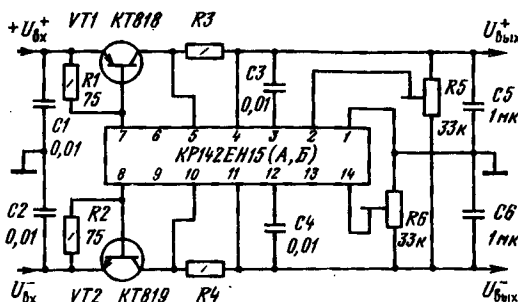 +U⁺вх VT1 КТ818 R3 U⁺вых
R1
75
C3
0,01
R5
33к
C5
1мк
C1
0,01
7 6 5 4 3 2 1
КР142ЕН15(А,Б)
8 9 10 11 12 13 14
C2
0,01
R2
75
C4
0,01
R6
33к
C6
1мк
U⁻вх VT2 КТ819 R4 U⁻вых